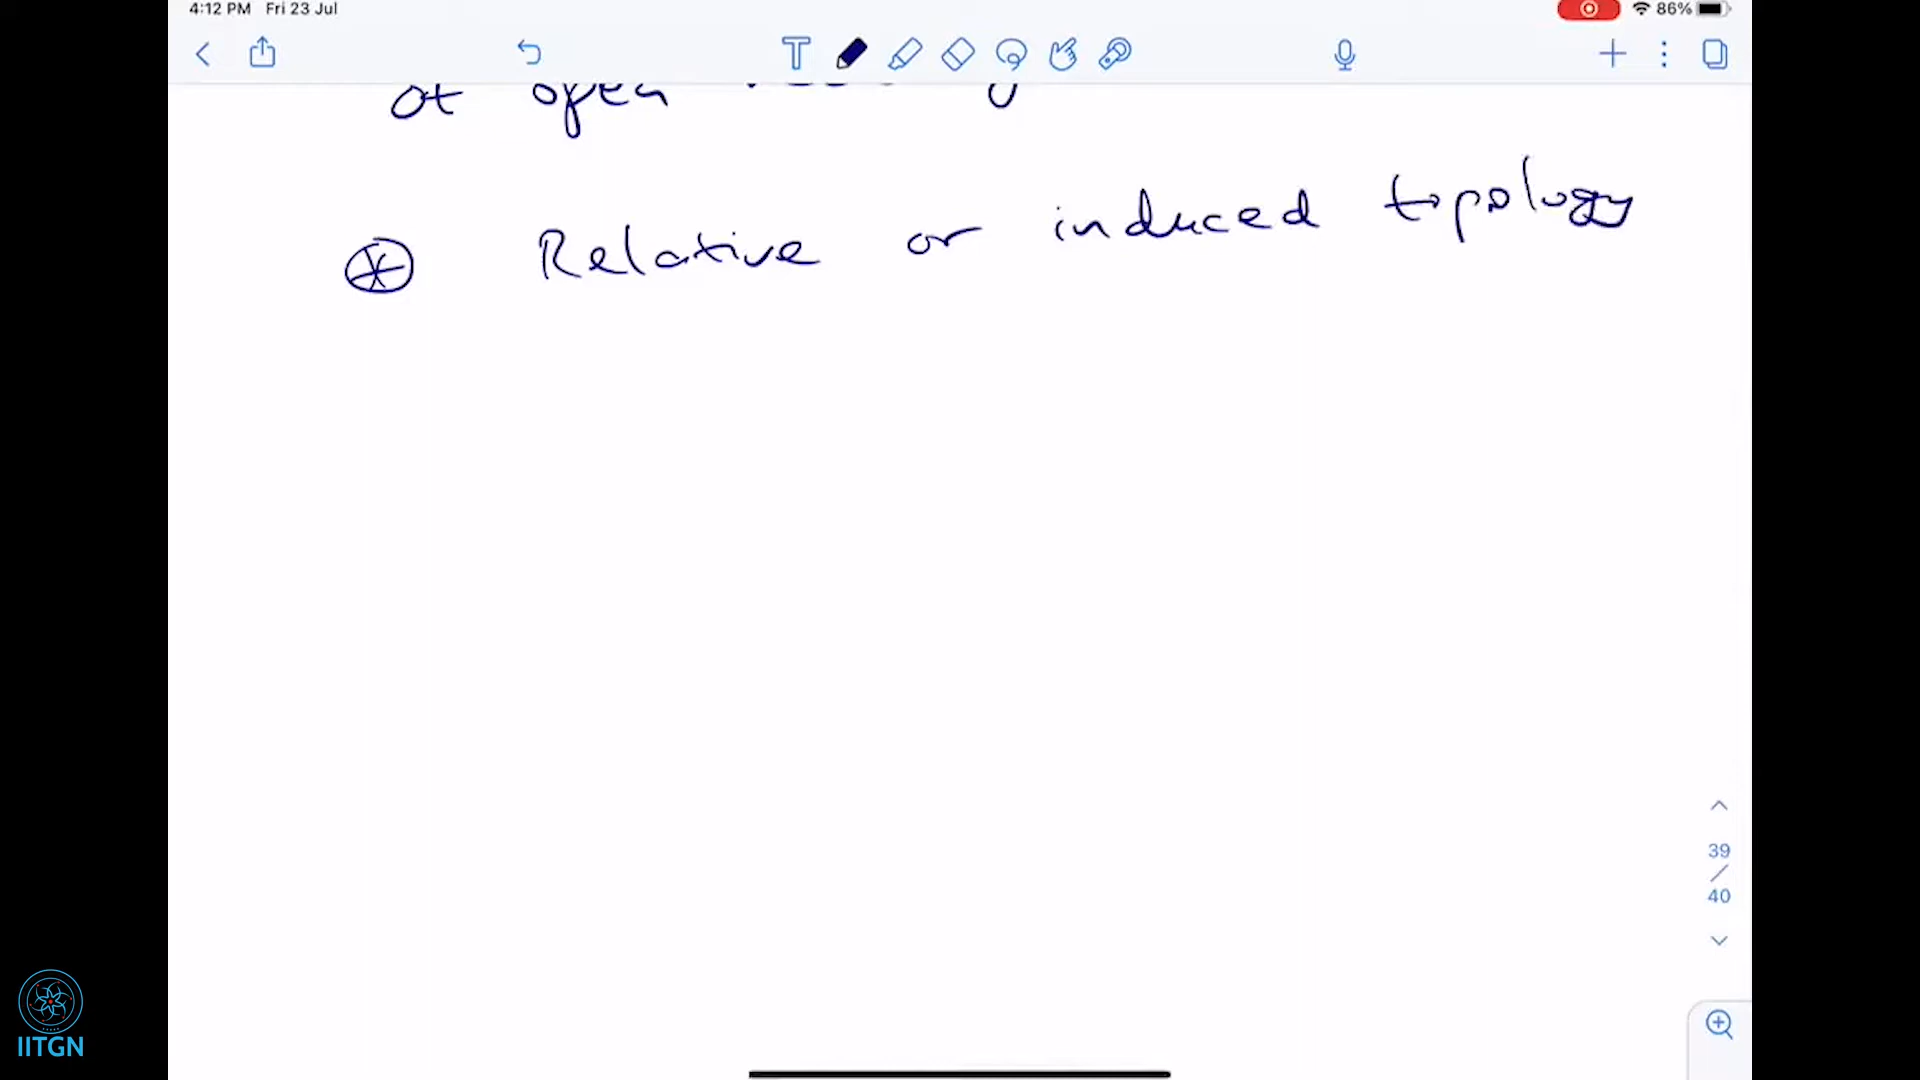 4:12 PM Fri 23 Jul
86%
T
of open
⊛ Relative or induced topology
39
/
40
IITGN